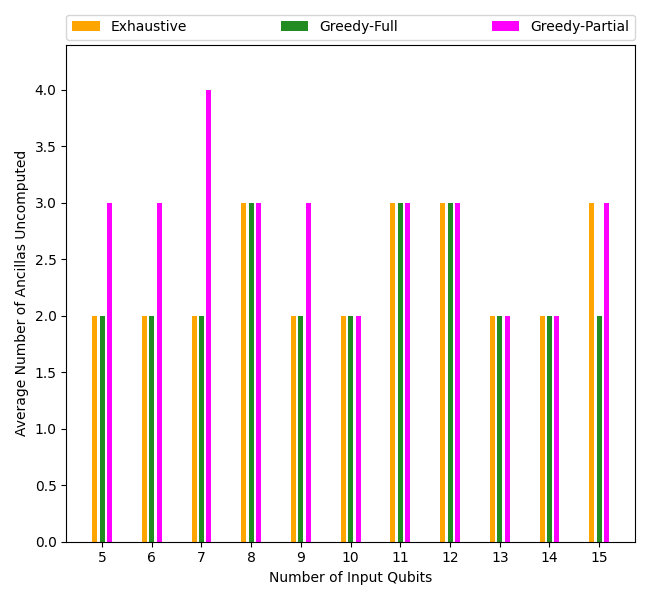 Exhaustive Greedy-Full Greedy-Partial
4.0
3.5
3.0
2.5
2.0
1.5
1.0
0.5
0.0
Average Number of Ancillas Uncomputed
5 6 7 8 9 10 11 12 13 14 15
Number of Input Qubits